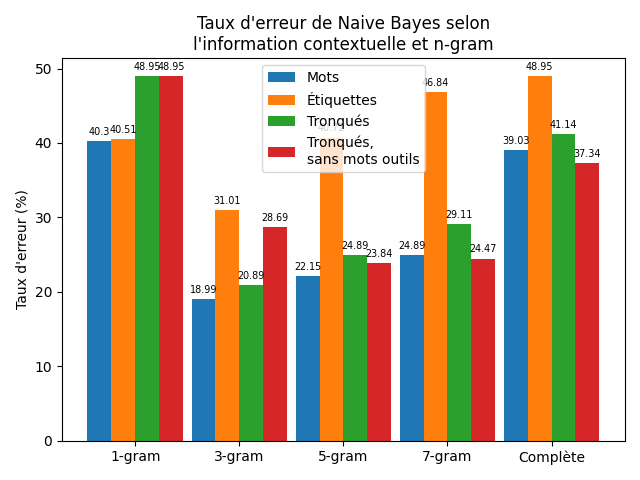 Taux d'erreur de Naive Bayes selon
l'information contextuelle et n-gram
Mots
Étiquettes
Tronqués
Tronqués,
sans mots outils
Taux d'erreur (%)
50
40
30
20
10
0
40.3
40.51
48.95
48.95
18.99
31.01
20.89
28.69
22.15
24.89
23.84
24.89
46.84
29.11
24.47
39.03
48.95
41.14
37.34
1-gram
3-gram
5-gram
7-gram
Complète